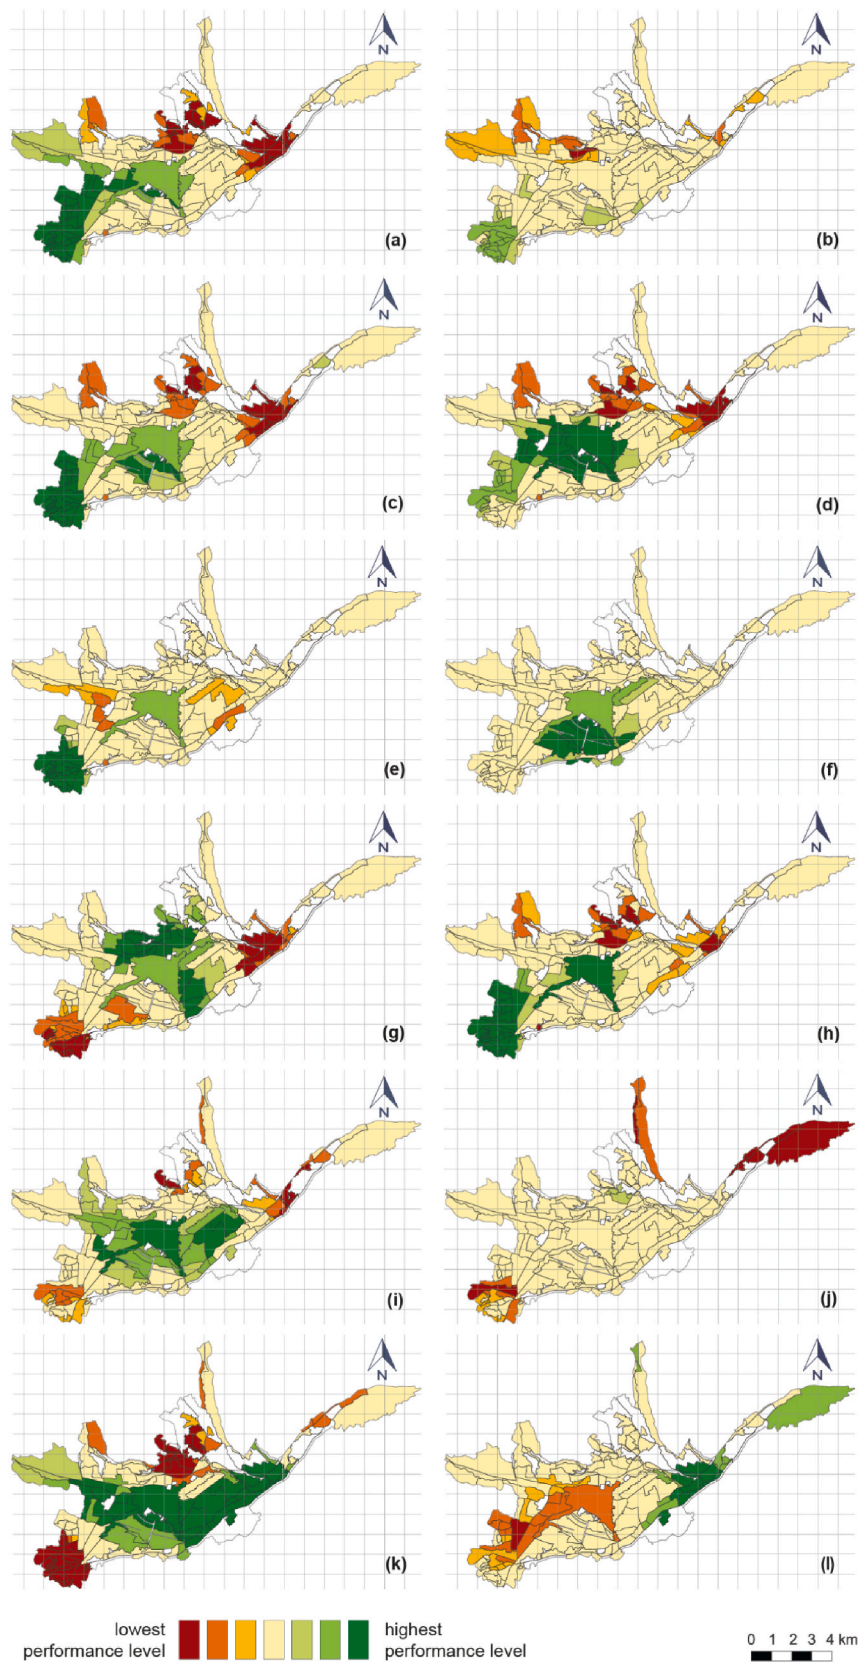 N
N
(a)
(b)
N
N
(c)
(d)
N
N
(e)
(f)
N
N
(g)
(h)
N
N
(i)
(j)
N
N
(k)
(l)
lowest
performance level
highest
performance level
0 1 2 3 4 km